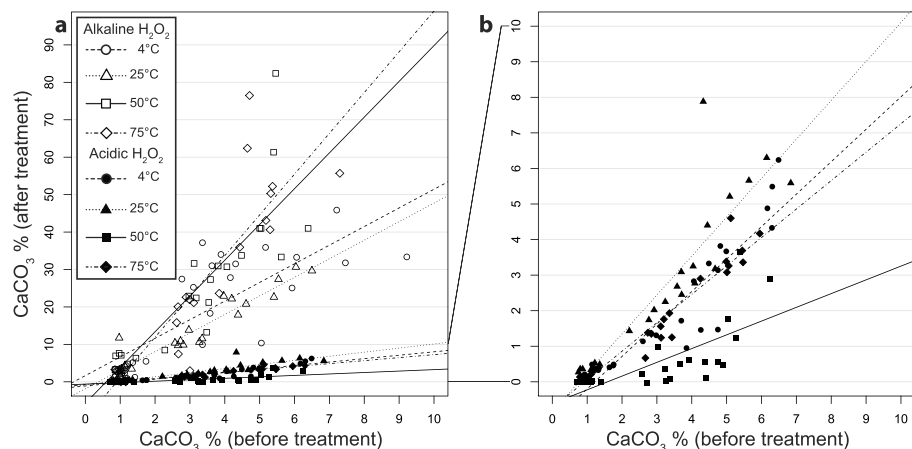 a
Alkaline H₂O₂
4°C
25°C
50°C
75°C
Acidic H₂O₂
4°C
25°C
50°C
75°C
CaCO₃ % (after treatment)
90
80
70
60
50
40
30
20
10
0
0 1 2 3 4 5 6 7 8 9 10
CaCO₃ % (before treatment)
b
10
9
8
7
6
5
4
3
2
1
0
0 1 2 3 4 5 6 7 8 9 10
CaCO₃ % (before treatment)